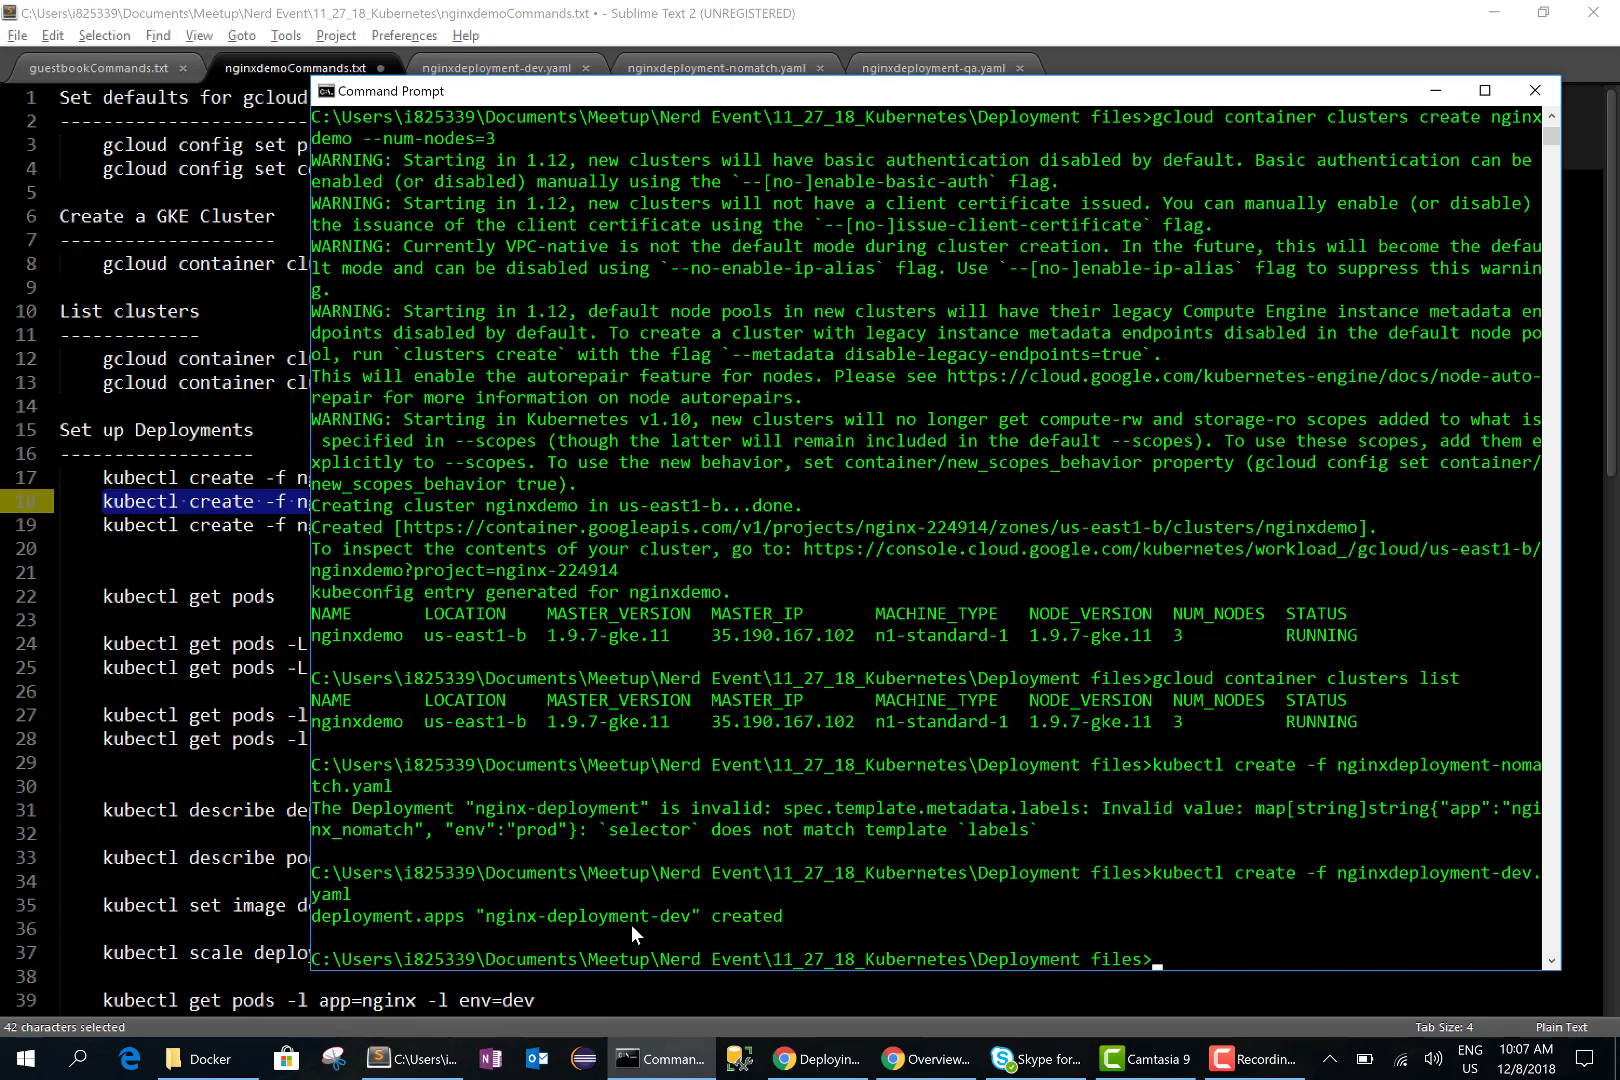 C:\Users\i825339\Documents\Meetup\Nerd Event\11_27_18_Kubernetes\nginxdemoCommands.txt • - Sublime Text 2 (UNREGISTERED)
File Edit Selection Find View Goto Tools Project Preferences Help
guestbookCommands.txt × nginxdemoCommands.txt nginxdeployment-dev.yaml × nginxdeployment-nomatch.yaml × nginxdeployment-qa.yaml ×
1 Set defaults for gcloud
2 -----------------------
3 gcloud config set p
4 gcloud config set c
5
6 Create a GKE Cluster
7 --------------------
8 gcloud container cl
9
10 List clusters
11 -------------
12 gcloud container cl
13 gcloud container cl
14
15 Set up Deployments
16 ------------------
17 kubectl create -f n
18 kubectl create -f n
19 kubectl create -f n
20
21
22 kubectl get pods
23
24 kubectl get pods -L
25 kubectl get pods -L
26
27 kubectl get pods -l
28 kubectl get pods -l
29
30
31 kubectl describe de
32
33 kubectl describe po
34
35 kubectl set image d
36
37 kubectl scale deplo
38
39 kubectl get pods -l app=nginx -l env=dev
Command Prompt
C:\Users\i825339\Documents\Meetup\Nerd Event\11_27_18_Kubernetes\Deployment files>gcloud container clusters create nginx
demo --num-nodes=3
WARNING: Starting in 1.12, new clusters will have basic authentication disabled by default. Basic authentication can be
enabled (or disabled) manually using the `--[no-]enable-basic-auth` flag.
WARNING: Starting in 1.12, new clusters will not have a client certificate issued. You can manually enable (or disable)
the issuance of the client certificate using the `--[no-]issue-client-certificate` flag.
WARNING: Currently VPC-native is not the default mode during cluster creation. In the future, this will become the defau
lt mode and can be disabled using `--no-enable-ip-alias` flag. Use `--[no-]enable-ip-alias` flag to suppress this warnin
g.
WARNING: Starting in 1.12, default node pools in new clusters will have their legacy Compute Engine instance metadata en
dpoints disabled by default. To create a cluster with legacy instance metadata endpoints disabled in the default node po
ol, run `clusters create` with the flag `--metadata disable-legacy-endpoints=true`.
This will enable the autorepair feature for nodes. Please see https://cloud.google.com/kubernetes-engine/docs/node-auto-
repair for more information on node autorepairs.
WARNING: Starting in Kubernetes v1.10, new clusters will no longer get compute-rw and storage-ro scopes added to what is
 specified in --scopes (though the latter will remain included in the default --scopes). To use these scopes, add them e
xplicitly to --scopes. To use the new behavior, set container/new_scopes_behavior property (gcloud config set container/
new_scopes_behavior true).
Creating cluster nginxdemo in us-east1-b...done.
Created [https://container.googleapis.com/v1/projects/nginx-224914/zones/us-east1-b/clusters/nginxdemo].
To inspect the contents of your cluster, go to: https://console.cloud.google.com/kubernetes/workload_/gcloud/us-east1-b/
nginxdemo?project=nginx-224914
kubeconfig entry generated for nginxdemo.
NAME LOCATION MASTER_VERSION MASTER_IP MACHINE_TYPE NODE_VERSION NUM_NODES STATUS
nginxdemo us-east1-b 1.9.7-gke.11 35.190.167.102 n1-standard-1 1.9.7-gke.11 3 RUNNING
C:\Users\i825339\Documents\Meetup\Nerd Event\11_27_18_Kubernetes\Deployment files>gcloud container clusters list
NAME LOCATION MASTER_VERSION MASTER_IP MACHINE_TYPE NODE_VERSION NUM_NODES STATUS
nginxdemo us-east1-b 1.9.7-gke.11 35.190.167.102 n1-standard-1 1.9.7-gke.11 3 RUNNING
C:\Users\i825339\Documents\Meetup\Nerd Event\11_27_18_Kubernetes\Deployment files>kubectl create -f nginxdeployment-noma
tch.yaml
The Deployment "nginx-deployment" is invalid: spec.template.metadata.labels: Invalid value: map[string]string{"app":"ngi
nx_nomatch", "env":"prod"}: `selector` does not match template `labels`
C:\Users\i825339\Documents\Meetup\Nerd Event\11_27_18_Kubernetes\Deployment files>kubectl create -f nginxdeployment-dev.
yaml
deployment.apps "nginx-deployment-dev" created
C:\Users\i825339\Documents\Meetup\Nerd Event\11_27_18_Kubernetes\Deployment files>
42 characters selected Tab Size: 4 Plain Text
Docker C:\Users\i... Comman... Deployin... Overview... Skype for... Camtasia 9 Recordin... ENG US 10:07 AM 12/8/2018